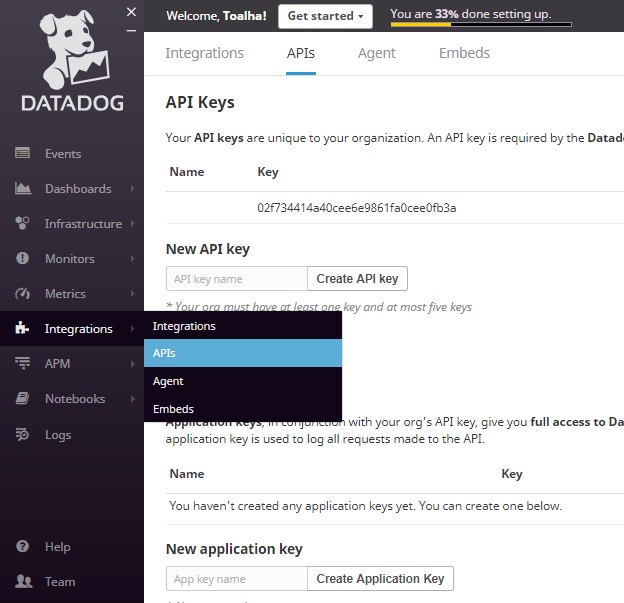 DATADOG
Events
Dashboards
Infrastructure
Monitors
Metrics
Integrations
APM
Notebooks
Logs
Help
Team
Welcome, Toalha!
Get started
You are 33% done setting up.
Integrations APIs Agent Embeds
API Keys
Your API keys are unique to your organization. An API key is required by the Datado
Name Key
02f734414a40cee6e9861fa0cee0fb3a
New API key
API key name Create API key
* Your org must have at least one key and at most five keys
Integrations
APIs
Agent
Embeds
Application keys, in conjunction with your org's API key, give you full access to Da
application key is used to log all requests made to the API.
Name Key
You haven't created any application keys yet. You can create one below.
New application key
App key name Create Application Key